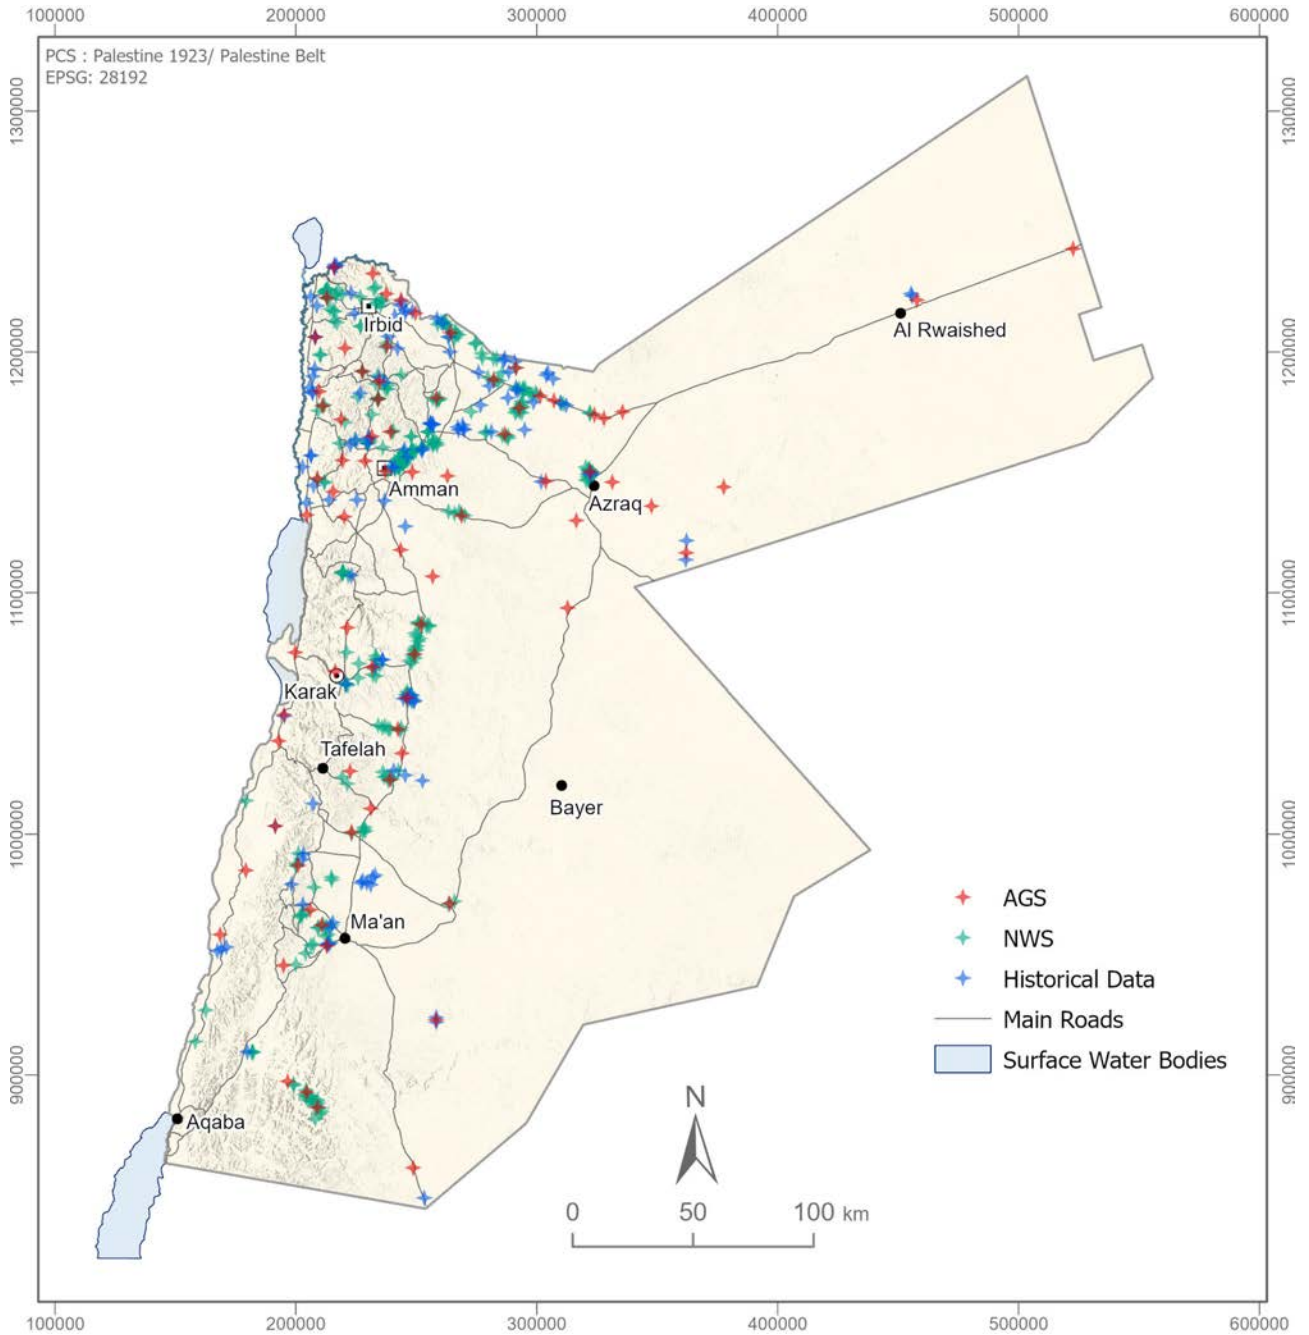 100000 200000 300000 400000 500000 600000
PCS : Palestine 1923/ Palestine Belt
EPSG: 28192
1300000 1300000
Irbid
Al Rwaished
1200000 1200000
Amman
Azraq
1100000 1100000
Karak
Tafelah
Bayer
1000000 1000000
AGS
Ma'an
NWS
Historical Data
Main Roads
Surface Water Bodies
900000 900000
N
Aqaba
0 50 100 km
100000 200000 300000 400000 500000 600000